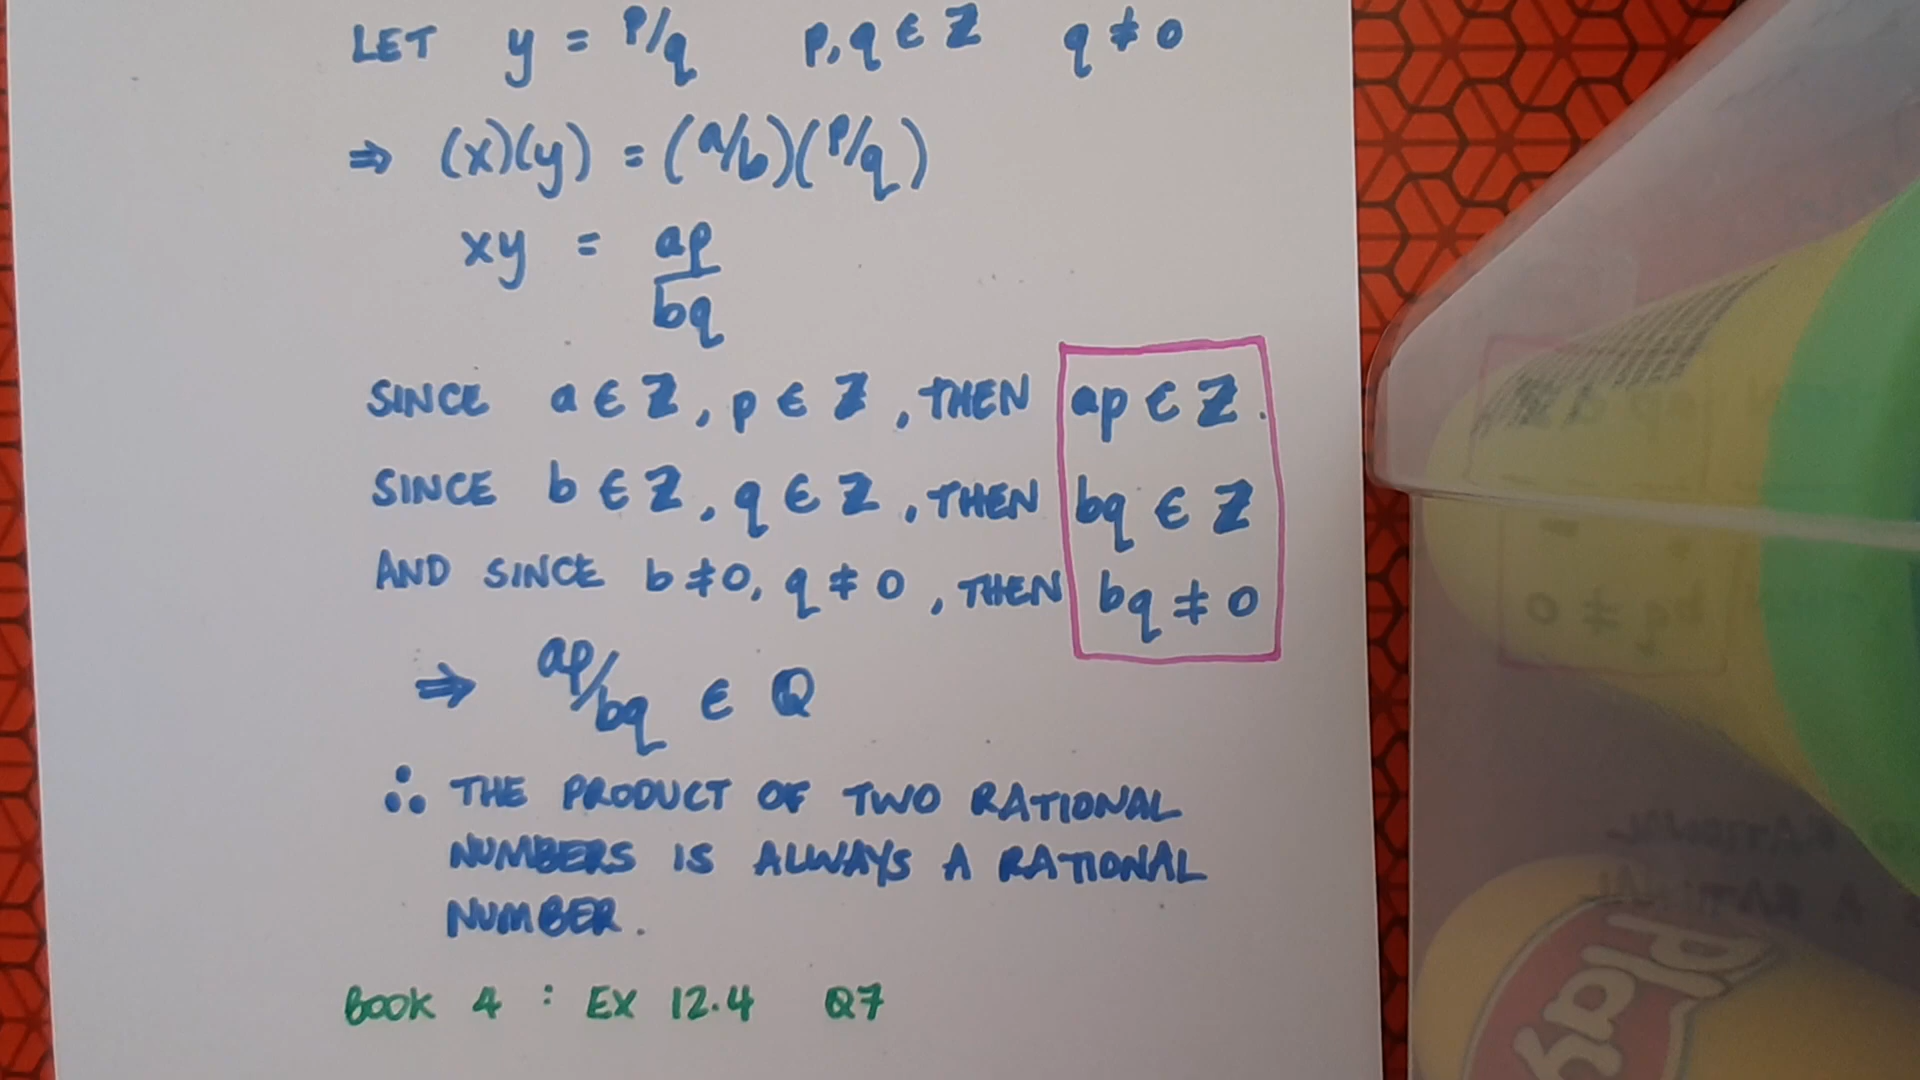 LET y = p/q p, q ∈ Z q ≠ 0
⇒ (x)(y) = (a/b)(p/q)
xy = ap/bq
SINCE a ∈ Z, p ∈ Z, THEN ap ∈ Z.
SINCE b ∈ Z, q ∈ Z, THEN bq ∈ Z
AND SINCE b ≠ 0, q ≠ 0, THEN bq ≠ 0
⇒ ap/bq ∈ Q
∴ THE PRODUCT OF TWO RATIONAL
NUMBERS IS ALWAYS A RATIONAL
NUMBER.
BOOK 4 : EX 12.4 Q7
Play